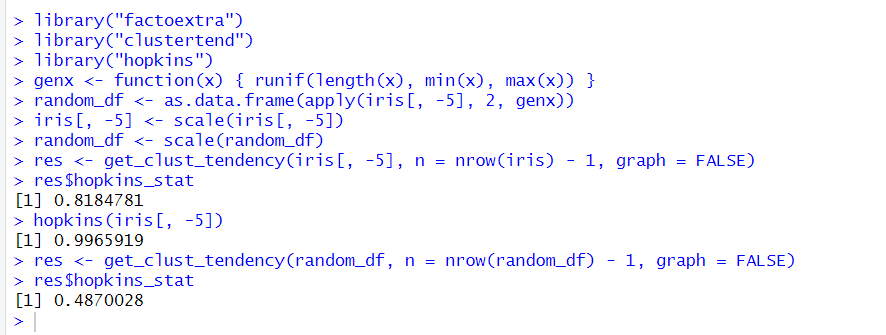 > library("factoextra")
> library("clustertend")
> library("hopkins")
> genx <- function(x) { runif(length(x), min(x), max(x)) }
> random_df <- as.data.frame(apply(iris[, -5], 2, genx))
> iris[, -5] <- scale(iris[, -5])
> random_df <- scale(random_df)
> res <- get_clust_tendency(iris[, -5], n = nrow(iris) - 1, graph = FALSE)
> res$hopkins_stat
[1] 0.8184781
> hopkins(iris[, -5])
[1] 0.9965919
> res <- get_clust_tendency(random_df, n = nrow(random_df) - 1, graph = FALSE)
> res$hopkins_stat
[1] 0.4870028
>